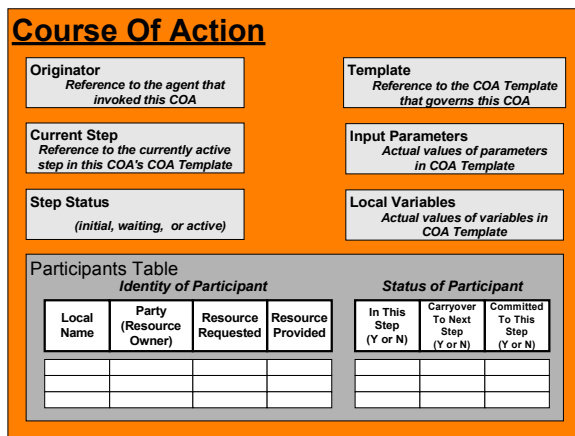 Course Of Action
Originator
Reference to the agent that
invoked this COA
Template
Reference to the COA Template
that governs this COA
Current Step
Reference to the currently active
step in this COA's COA Template
Input Parameters
Actual values of parameters
in COA Template
Step Status
(initial, waiting, or active)
Local Variables
Actual values of variables in
COA Template
Participants Table
Identity of Participant
Local
Name
Party
(Resource
Owner)
Resource
Requested
Resource
Provided
Status of Participant
In This
Step
(Y or N)
Carryover
To Next
Step
(Y or N)
Committed
To This
Step
(Y or N)